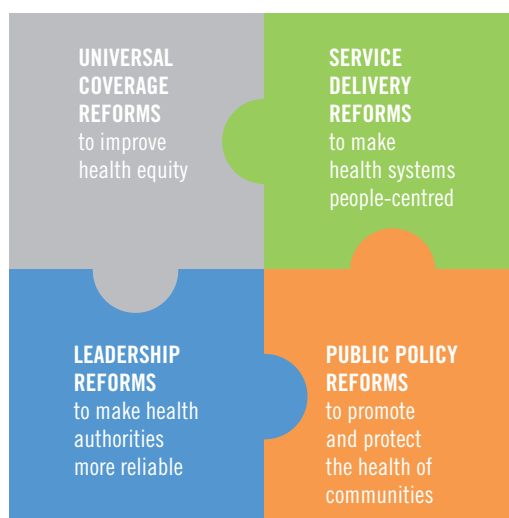 UNIVERSAL
COVERAGE
REFORMS
to improve
health equity
SERVICE
DELIVERY
REFORMS
to make
health systems
people-centred
LEADERSHIP
REFORMS
to make health
authorities
more reliable
PUBLIC POLICY
REFORMS
to promote
and protect
the health of
communities